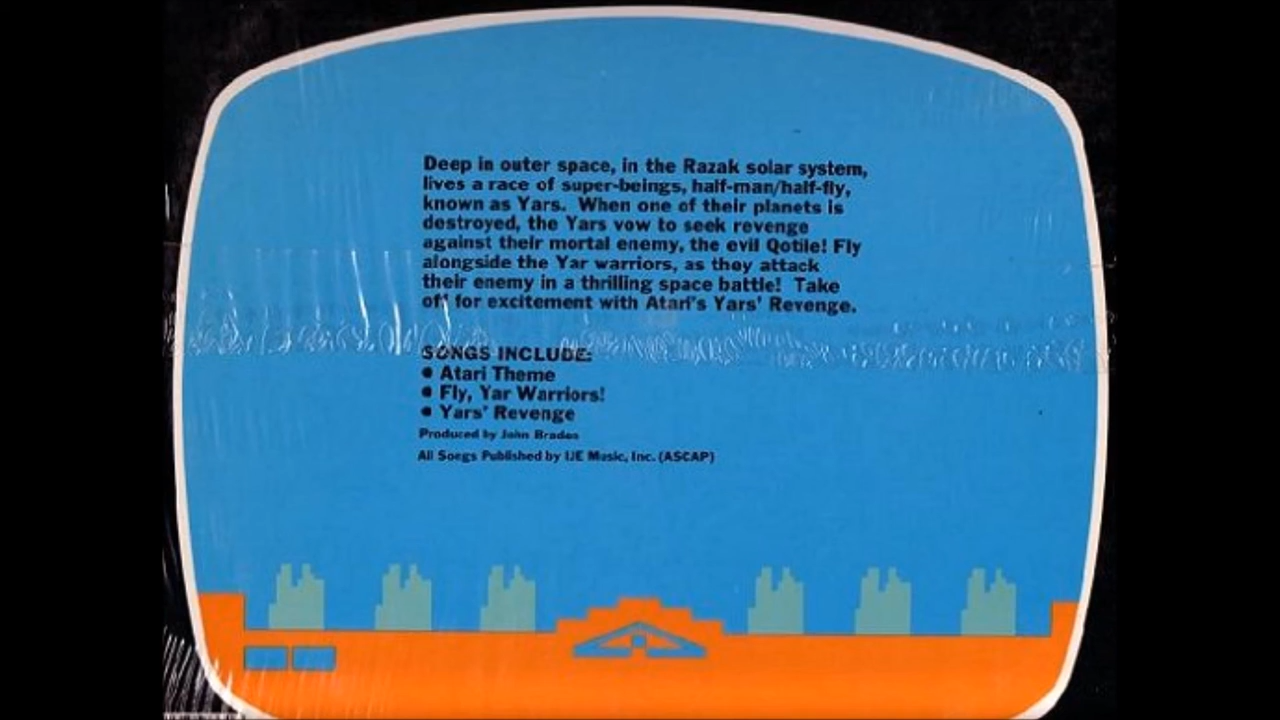 Deep in outer space, in the Razak solar system,
lives a race of super-beings, half-man/half-fly,
known as Yars. When one of their planets is
destroyed, the Yars vow to seek revenge
against their mortal enemy, the evil Qotile! Fly
alongside the Yar warriors, as they attack
their enemy in a thrilling space battle! Take
off for excitement with Atari's Yars' Revenge.
SONGS INCLUDE:
• Atari Theme
• Fly, Yar Warriors!
• Yars' Revenge
Produced by John Braden
All Songs Published by IJE Music, Inc. (ASCAP)